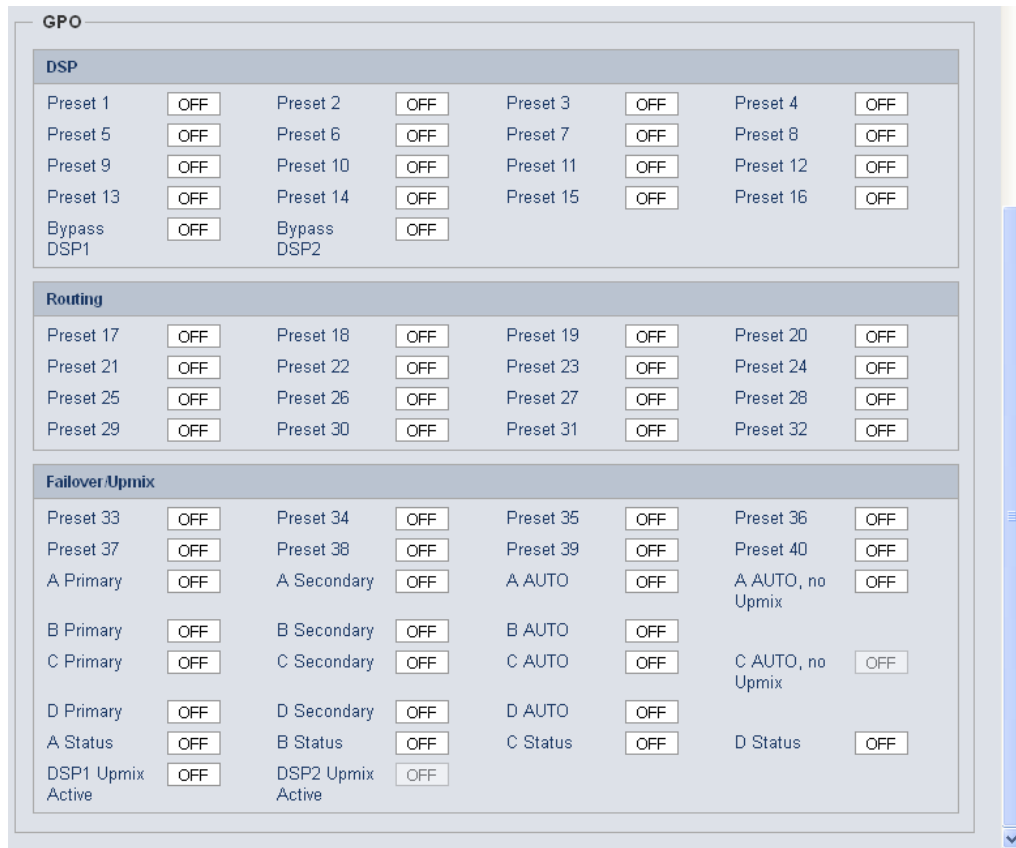 GPO
DSP
Preset 1 OFF Preset 2 OFF Preset 3 OFF Preset 4 OFF
Preset 5 OFF Preset 6 OFF Preset 7 OFF Preset 8 OFF
Preset 9 OFF Preset 10 OFF Preset 11 OFF Preset 12 OFF
Preset 13 OFF Preset 14 OFF Preset 15 OFF Preset 16 OFF
Bypass OFF Bypass OFF
DSP1 DSP2
Routing
Preset 17 OFF Preset 18 OFF Preset 19 OFF Preset 20 OFF
Preset 21 OFF Preset 22 OFF Preset 23 OFF Preset 24 OFF
Preset 25 OFF Preset 26 OFF Preset 27 OFF Preset 28 OFF
Preset 29 OFF Preset 30 OFF Preset 31 OFF Preset 32 OFF
Failover/Upmix
Preset 33 OFF Preset 34 OFF Preset 35 OFF Preset 36 OFF
Preset 37 OFF Preset 38 OFF Preset 39 OFF Preset 40 OFF
A Primary OFF A Secondary OFF A AUTO OFF A AUTO, no OFF
Upmix
B Primary OFF B Secondary OFF B AUTO OFF
C Primary OFF C Secondary OFF C AUTO OFF C AUTO, no OFF
Upmix
D Primary OFF D Secondary OFF D AUTO OFF
A Status OFF B Status OFF C Status OFF D Status OFF
DSP1 Upmix OFF DSP2 Upmix OFF
Active Active